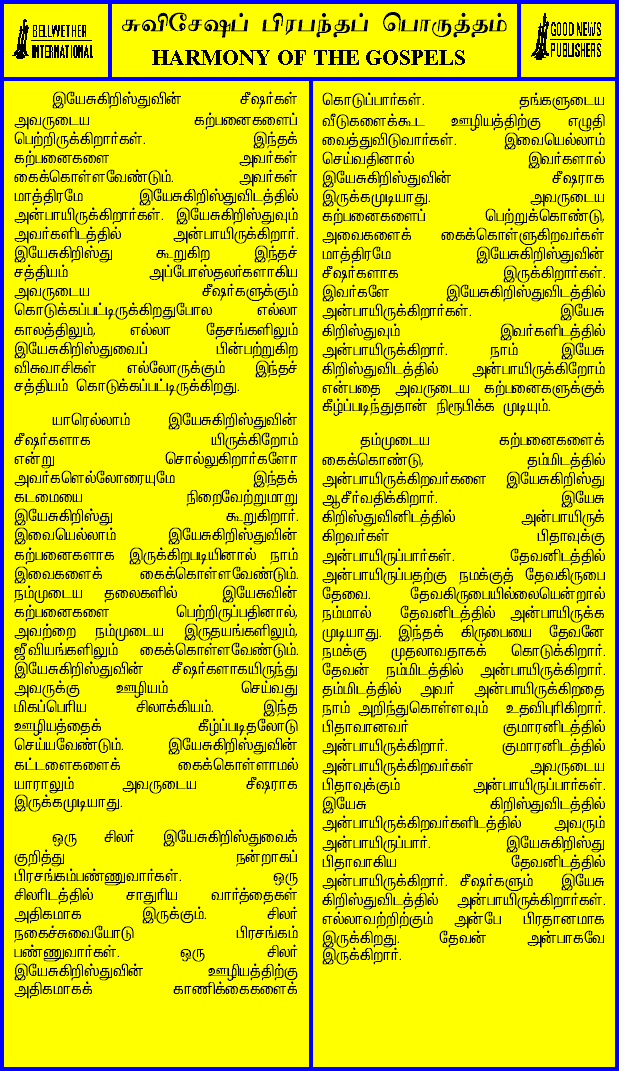 BELLWETHER
INTERNATIONAL
சுவிசேஷப் பிரபந்தப் பொருத்தம்
HARMONY OF THE GOSPELS
GOOD NEWS
PUBLISHERS
இயேசுகிறிஸ்துவின் சீஷர்கள்
அவருடைய கற்பனைகளைப்
பெற்றிருக்கிறார்கள். இந்தக்
கற்பனைகளை அவர்கள்
கைக்கொள்ளவேண்டும். அவர்கள்
மாத்திரமே இயேசுகிறிஸ்துவிடத்தில்
அன்பாயிருக்கிறார்கள். இயேசுகிறிஸ்துவும்
அவர்களிடத்தில் அன்பாயிருக்கிறார்.
இயேசுகிறிஸ்து கூறுகிற இந்தச்
சத்தியம் அப்போஸ்தலர்களாகிய
அவருடைய சீஷர்களுக்கும்
கொடுக்கப்பட்டிருக்கிறதுபோல எல்லா
காலத்திலும், எல்லா தேசங்களிலும்
இயேசுகிறிஸ்துவைப் பின்பற்றுகிற
விசுவாசிகள் எல்லோருக்கும் இந்தச்
சத்தியம் கொடுக்கப்பட்டிருக்கிறது.
யாரெல்லாம் இயேசுகிறிஸ்துவின்
சீஷர்களாக யிருக்கிறோம்
என்று சொல்லுகிறார்களோ
அவர்களெல்லோரையுமே இந்தக்
கடமையை நிறைவேற்றுமாறு
இயேசுகிறிஸ்து கூறுகிறார்.
இவையெல்லாம் இயேசுகிறிஸ்துவின்
கற்பனைகளாக இருக்கிறபடியினால் நாம்
இவைகளைக் கைக்கொள்ளவேண்டும்.
நம்முடைய தலைகளில் இயேசுவின்
கற்பனைகளை பெற்றிருப்பதினால்,
அவற்றை நம்முடைய இருதயங்களிலும்,
ஜீவியங்களிலும் கைக்கொள்ளவேண்டும்.
இயேசுகிறிஸ்துவின் சீஷர்களாகயிருந்து
அவருக்கு ஊழியம் செய்வது
மிகப்பெரிய சிலாக்கியம். இந்த
ஊழியத்தைக் கீழ்ப்படிதலோடு
செய்யவேண்டும். இயேசுகிறிஸ்துவின்
கட்டளைகளைக் கைக்கொள்ளாமல்
யாராலும் அவருடைய சீஷராக
இருக்கமுடியாது.
ஒரு சிலர் இயேசுகிறிஸ்துவைக்
குறித்து நன்றாகப்
பிரசங்கம்பண்ணுவார்கள். ஒரு
சிலரிடத்தில் சாதுரிய வார்த்தைகள்
அதிகமாக இருக்கும். சிலர்
நகைச்சுவையோடு பிரசங்கம்
பண்ணுவார்கள். ஒரு சிலர்
இயேசுகிறிஸ்துவின் ஊழியத்திற்கு
அதிகமாகக் காணிக்கைகளைக்
கொடுப்பார்கள். தங்களுடைய
வீடுகளைக்கூட ஊழியத்திற்கு எழுதி
வைத்துவிடுவார்கள். இவையெல்லாம்
செய்வதினால் இவர்களால்
இயேசுகிறிஸ்துவின் சீஷராக
இருக்கமுடியாது. அவருடைய
கற்பனைகளைப் பெற்றுக்கொண்டு,
அவைகளைக் கைக்கொள்ளுகிறவர்கள்
மாத்திரமே இயேசுகிறிஸ்துவின்
சீஷர்களாக இருக்கிறார்கள்.
இவர்களே இயேசுகிறிஸ்துவிடத்தில்
அன்பாயிருக்கிறார்கள். இயேசு
கிறிஸ்துவும் இவர்களிடத்தில்
அன்பாயிருக்கிறார். நாம் இயேசு
கிறிஸ்துவிடத்தில் அன்பாயிருக்கிறோம்
என்பதை அவருடைய கற்பனைகளுக்குக்
கீழ்ப்படிந்துதான் நிரூபிக்க முடியும்.
தம்முடைய கற்பனைகளைக்
கைக்கொண்டு, தம்மிடத்தில்
அன்பாயிருக்கிறவர்களை இயேசுகிறிஸ்து
ஆசீர்வதிக்கிறார். இயேசு
கிறிஸ்துவினிடத்தில் அன்பாயிருக்
கிறவர்கள் பிதாவுக்கு
அன்பாயிருப்பார்கள். தேவனிடத்தில்
அன்பாயிருப்பதற்கு நமக்குத் தேவகிருபை
தேவை. தேவகிருபையில்லையென்றால்
நம்மால் தேவனிடத்தில் அன்பாயிருக்க
முடியாது. இந்தக் கிருபையை தேவனே
நமக்கு முதலாவதாகக் கொடுக்கிறார்.
தேவன் நம்மிடத்தில் அன்பாயிருக்கிறார்.
தம்மிடத்தில் அவர் அன்பாயிருக்கிறதை
நாம் அறிந்துகொள்ளவும் உதவிபுரிகிறார்.
பிதாவானவர் குமாரனிடத்தில்
அன்பாயிருக்கிறார். குமாரனிடத்தில்
அன்பாயிருக்கிறவர்கள் அவருடைய
பிதாவுக்கும் அன்பாயிருப்பார்கள்.
இயேசு கிறிஸ்துவிடத்தில்
அன்பாயிருக்கிறவர்களிடத்தில் அவரும்
அன்பாயிருப்பார். இயேசுகிறிஸ்து
பிதாவாகிய தேவனிடத்தில்
அன்பாயிருக்கிறார். சீஷர்களும் இயேசு
கிறிஸ்துவிடத்தில் அன்பாயிருக்கிறார்கள்.
எல்லாவற்றிற்கும் அன்பே பிரதானமாக
இருக்கிறது. தேவன் அன்பாகவே
இருக்கிறார்.